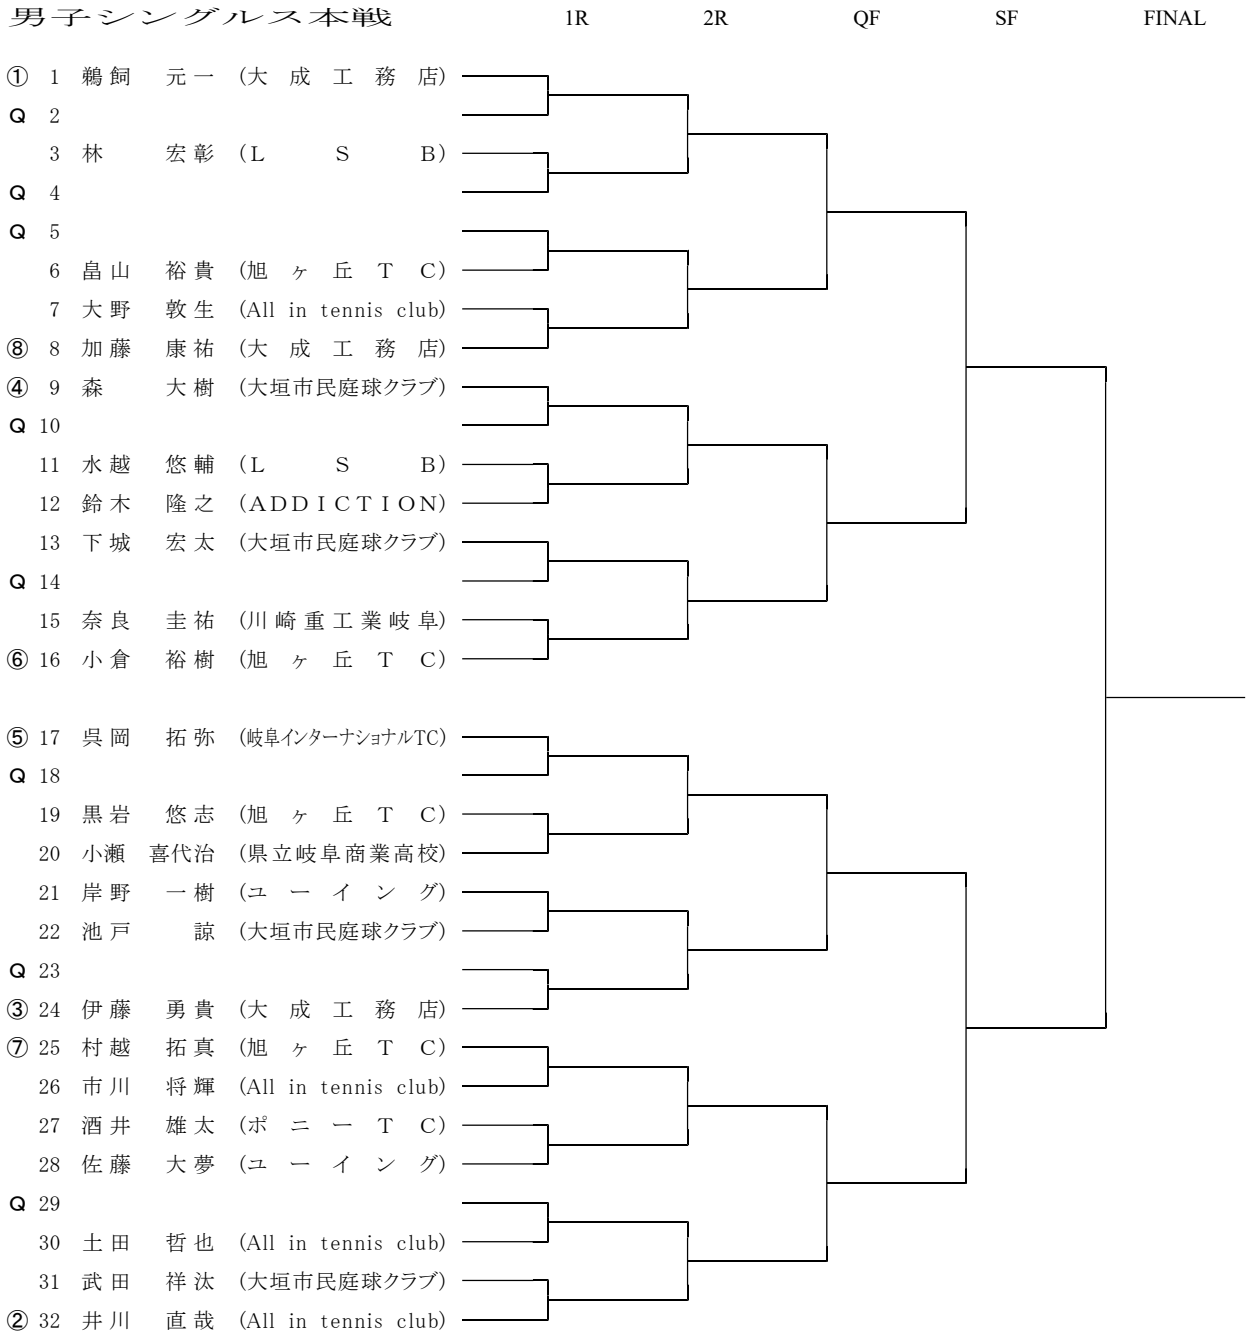 男子シングルス本戦 1R 2R QF SF FINAL
① 1 鵜飼 元一 (大成工務店)
Q 2
3 林 宏彰 (LSB)
Q 4
Q 5
6 畠山 裕貴 (旭ヶ丘TC)
7 大野 敦生 (All in tennis club)
⑧ 8 加藤 康祐 (大成工務店)
④ 9 森 大樹 (大垣市民庭球クラブ)
Q 10
11 水越 悠輔 (LSB)
12 鈴木 隆之 (ADDICTION)
13 下城 宏太 (大垣市民庭球クラブ)
Q 14
15 奈良 圭祐 (川崎重工業岐阜)
⑥ 16 小倉 裕樹 (旭ヶ丘TC)
⑤ 17 呉岡 拓弥 (岐阜インターナショナルTC)
Q 18
19 黒岩 悠志 (旭ヶ丘TC)
20 小瀬 喜代治 (県立岐阜商業高校)
21 岸野 一樹 (ユーイング)
22 池戸 諒 (大垣市民庭球クラブ)
Q 23
③ 24 伊藤 勇貴 (大成工務店)
⑦ 25 村越 拓真 (旭ヶ丘TC)
26 市川 将輝 (All in tennis club)
27 酒井 雄太 (ポニーTC)
28 佐藤 大夢 (ユーイング)
Q 29
30 土田 哲也 (All in tennis club)
31 武田 祥汰 (大垣市民庭球クラブ)
② 32 井川 直哉 (All in tennis club)